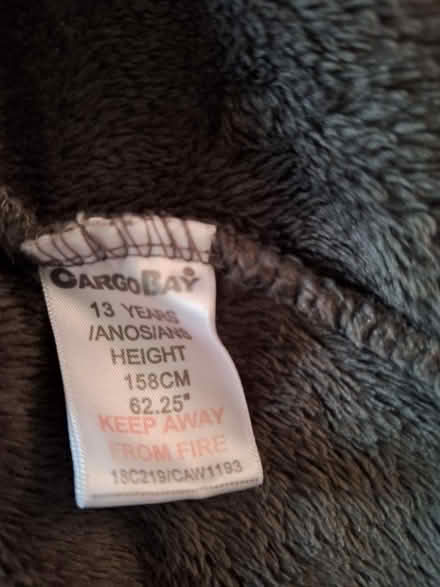 CARGOBAY
13 YEARS
/ANOS/ANS
HEIGHT
158CM
62.25"
KEEP AWAY
FROM FIRE
18C219/CAW1193